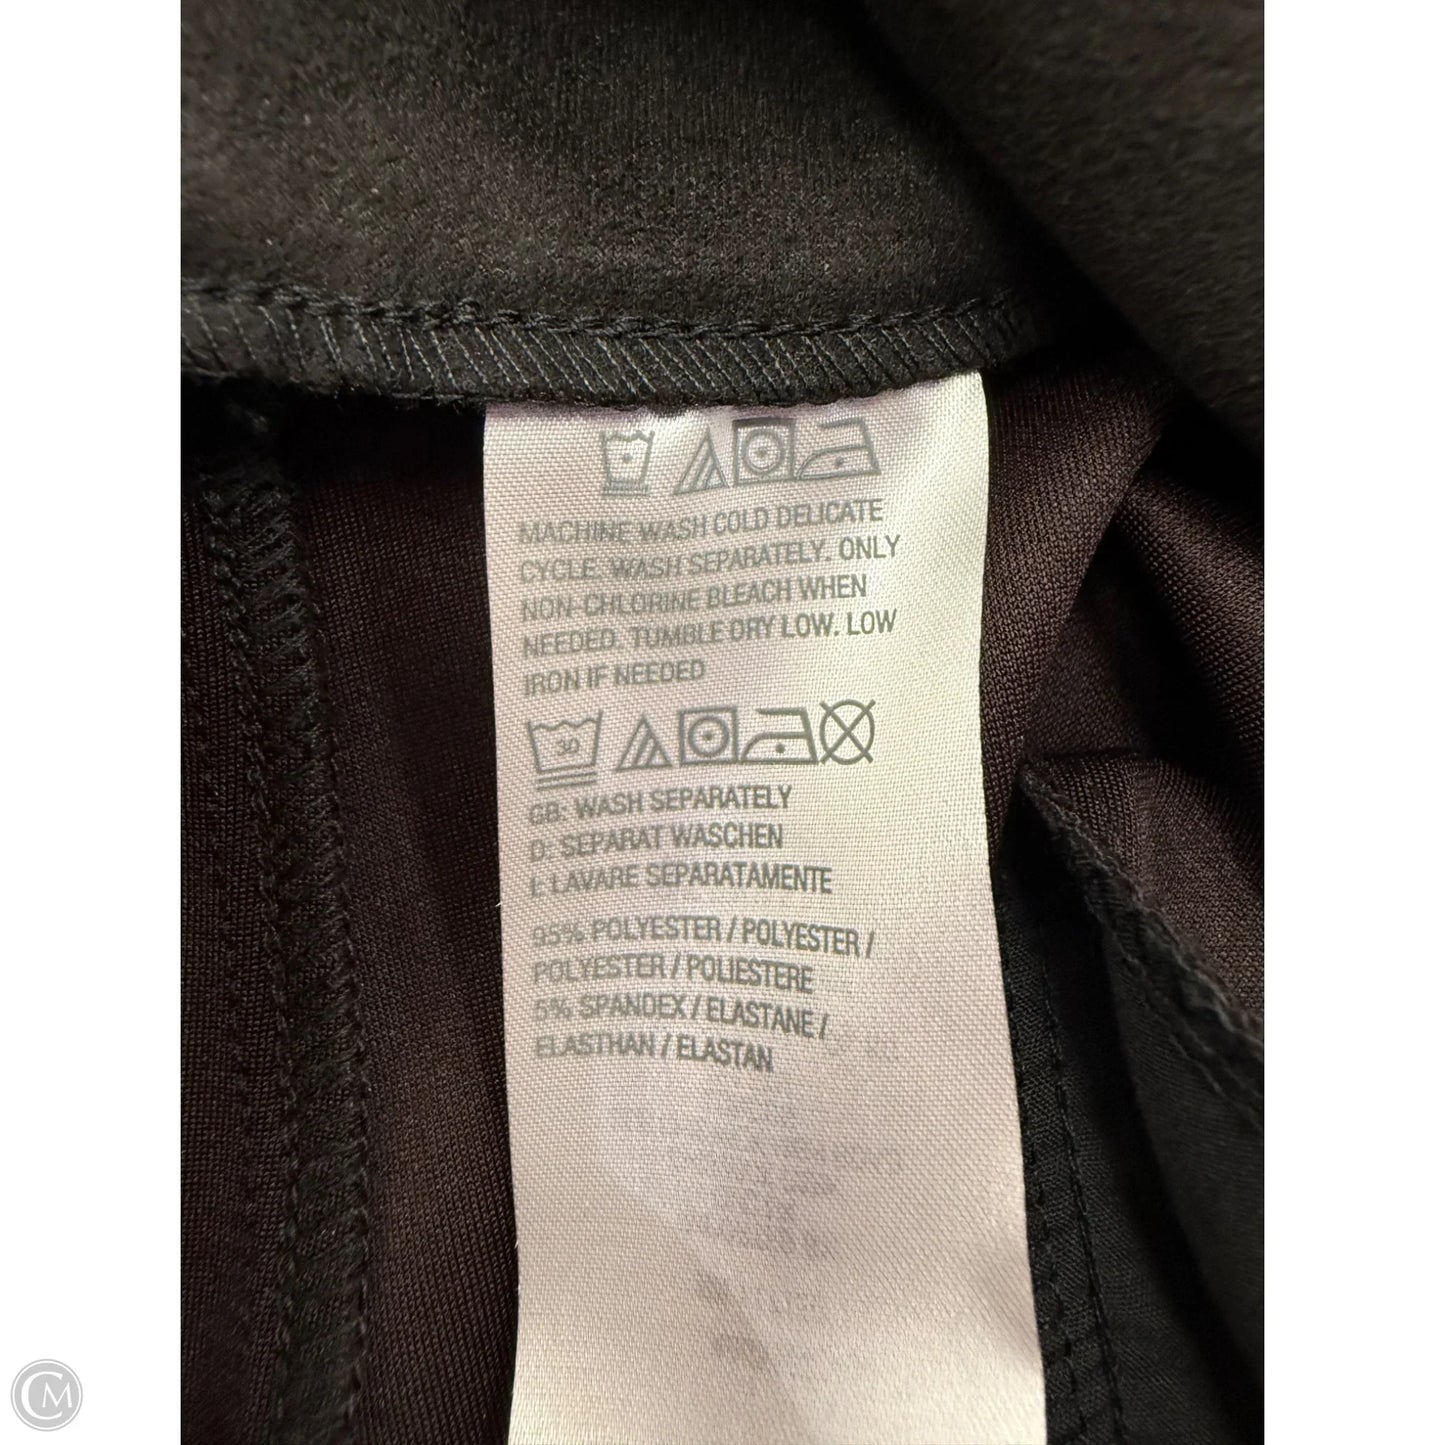 MACHINE WASH COLD DELICATE
CYCLE. WASH SEPARATELY. ONLY
NON-CHLORINE BLEACH WHEN
NEEDED. TUMBLE DRY LOW. LOW
IRON IF NEEDED
30
GB: WASH SEPARATELY
D: SEPARAT WASCHEN
I: LAVARE SEPARATAMENTE
95% POLYESTER / POLYESTER /
POLYESTER / POLIESTERE
5% SPANDEX / ELASTANE /
ELASTHAN / ELASTAN
CM